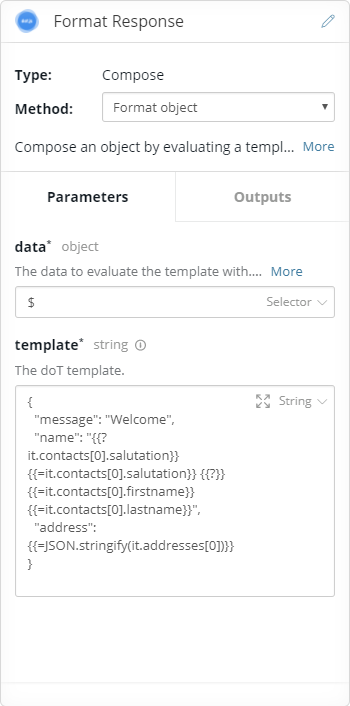 Format Response
Type: Compose
Method: Format object
Compose an object by evaluating a templ... More
Parameters Outputs
data* object
The data to evaluate the template with.... More
$ Selector
template* string
The doT template.
{ String
"message": "Welcome",
"name": "{{?
it.contacts[0].salutation}}
{{=it.contacts[0].salutation}} {{?}}
{{=it.contacts[0].firstname}}
{{=it.contacts[0].lastname}}",
"address":
{{=JSON.stringify(it.addresses[0])}}
}